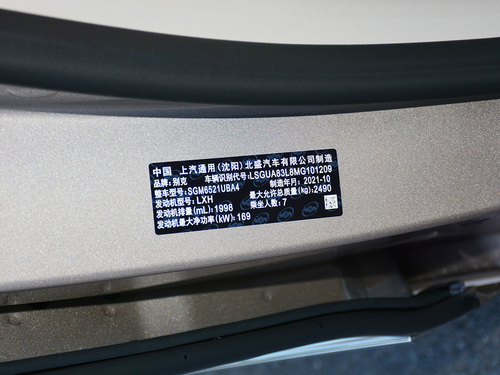 中国 上汽通用(沈阳)北盛汽车有限公司制造
品牌:别克 车辆识别代号:LSGUA83L8MG101209
整车型号:SGM6521UBA4 制造年月:2021-10
发动机型号:LXH 最大允许总质量(kg):2490
发动机排量(mL):1998 乘坐人数:7
发动机最大净功率(kW):169